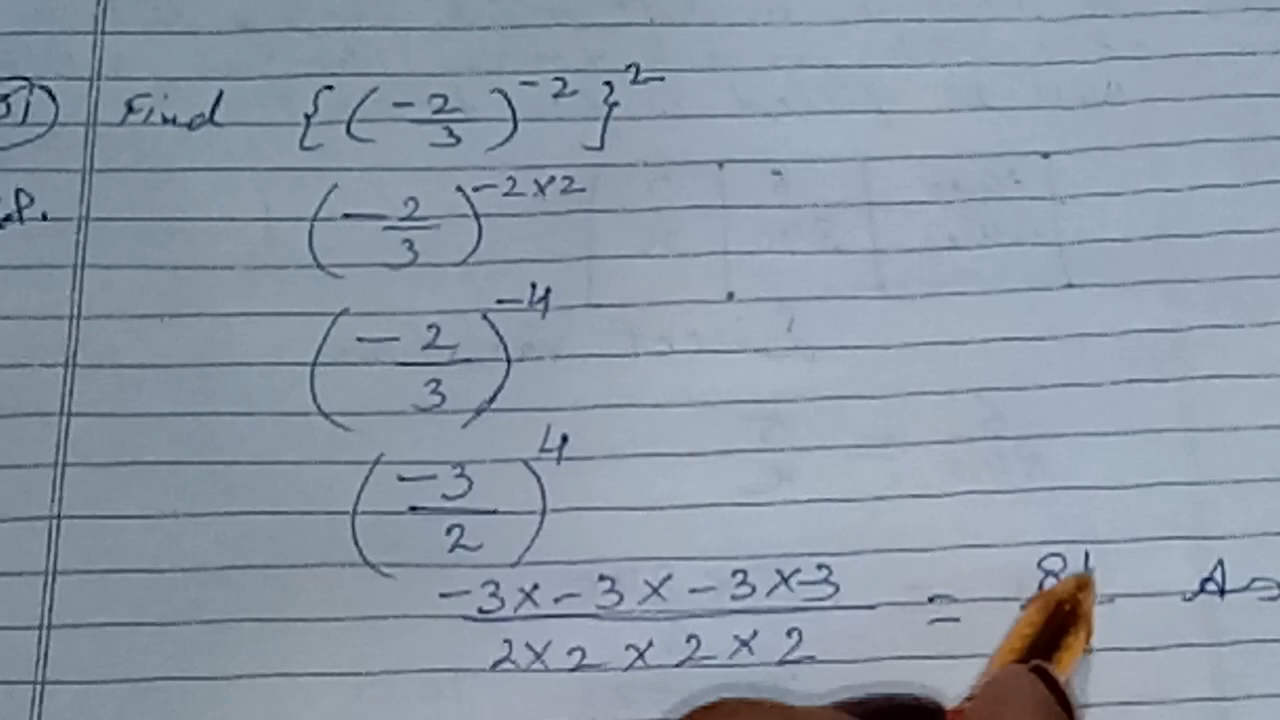 51) Find {(-2/3)^-2}^2
(-2/3)^-2×2
(-2/3)^-4
(-3/2)^4
-3×-3×-3×-3 / 2×2×2×2 = 81